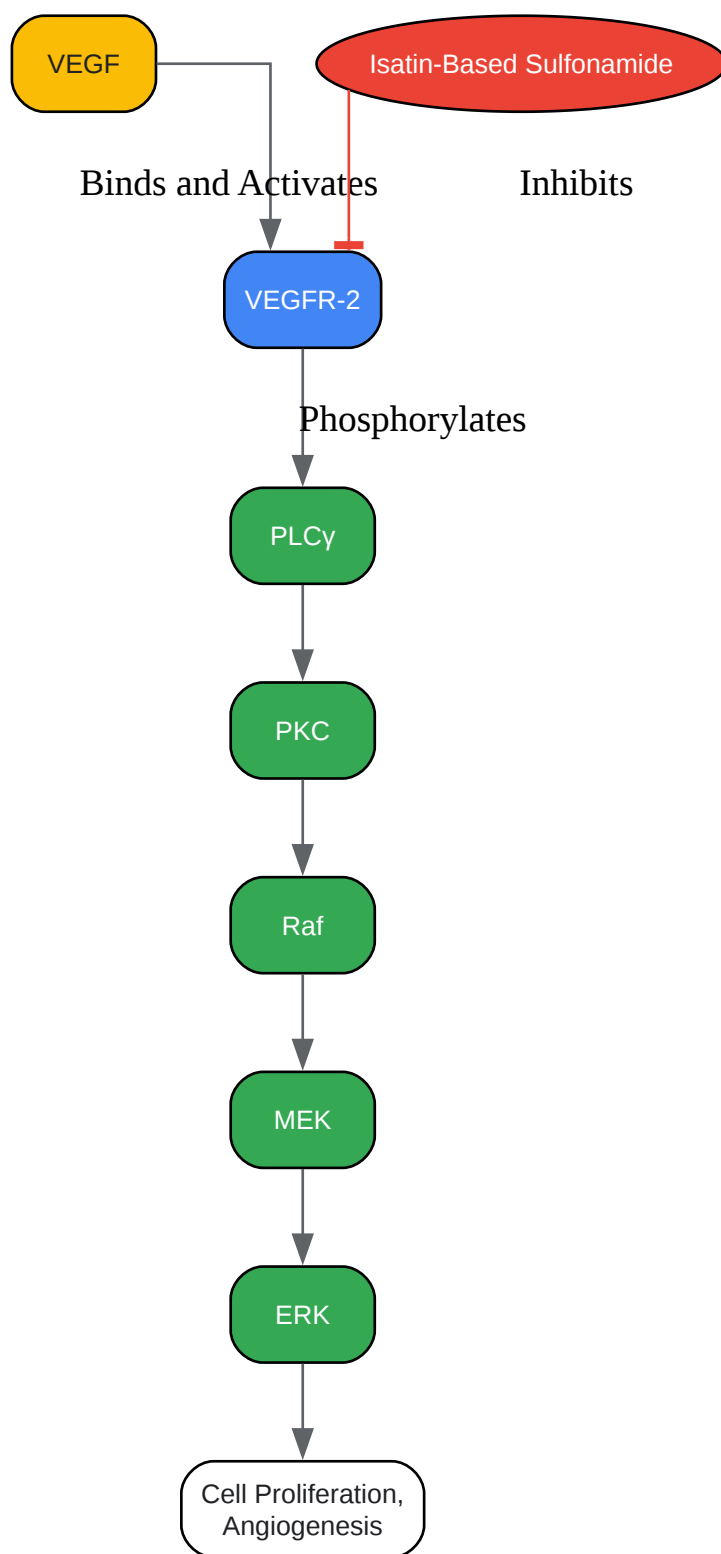 VEGF
Isatin-Based Sulfonamide
Binds and Activates
Inhibits
VEGFR-2
Phosphorylates
PLCγ
PKC
Raf
MEK
ERK
Cell Proliferation,
Angiogenesis